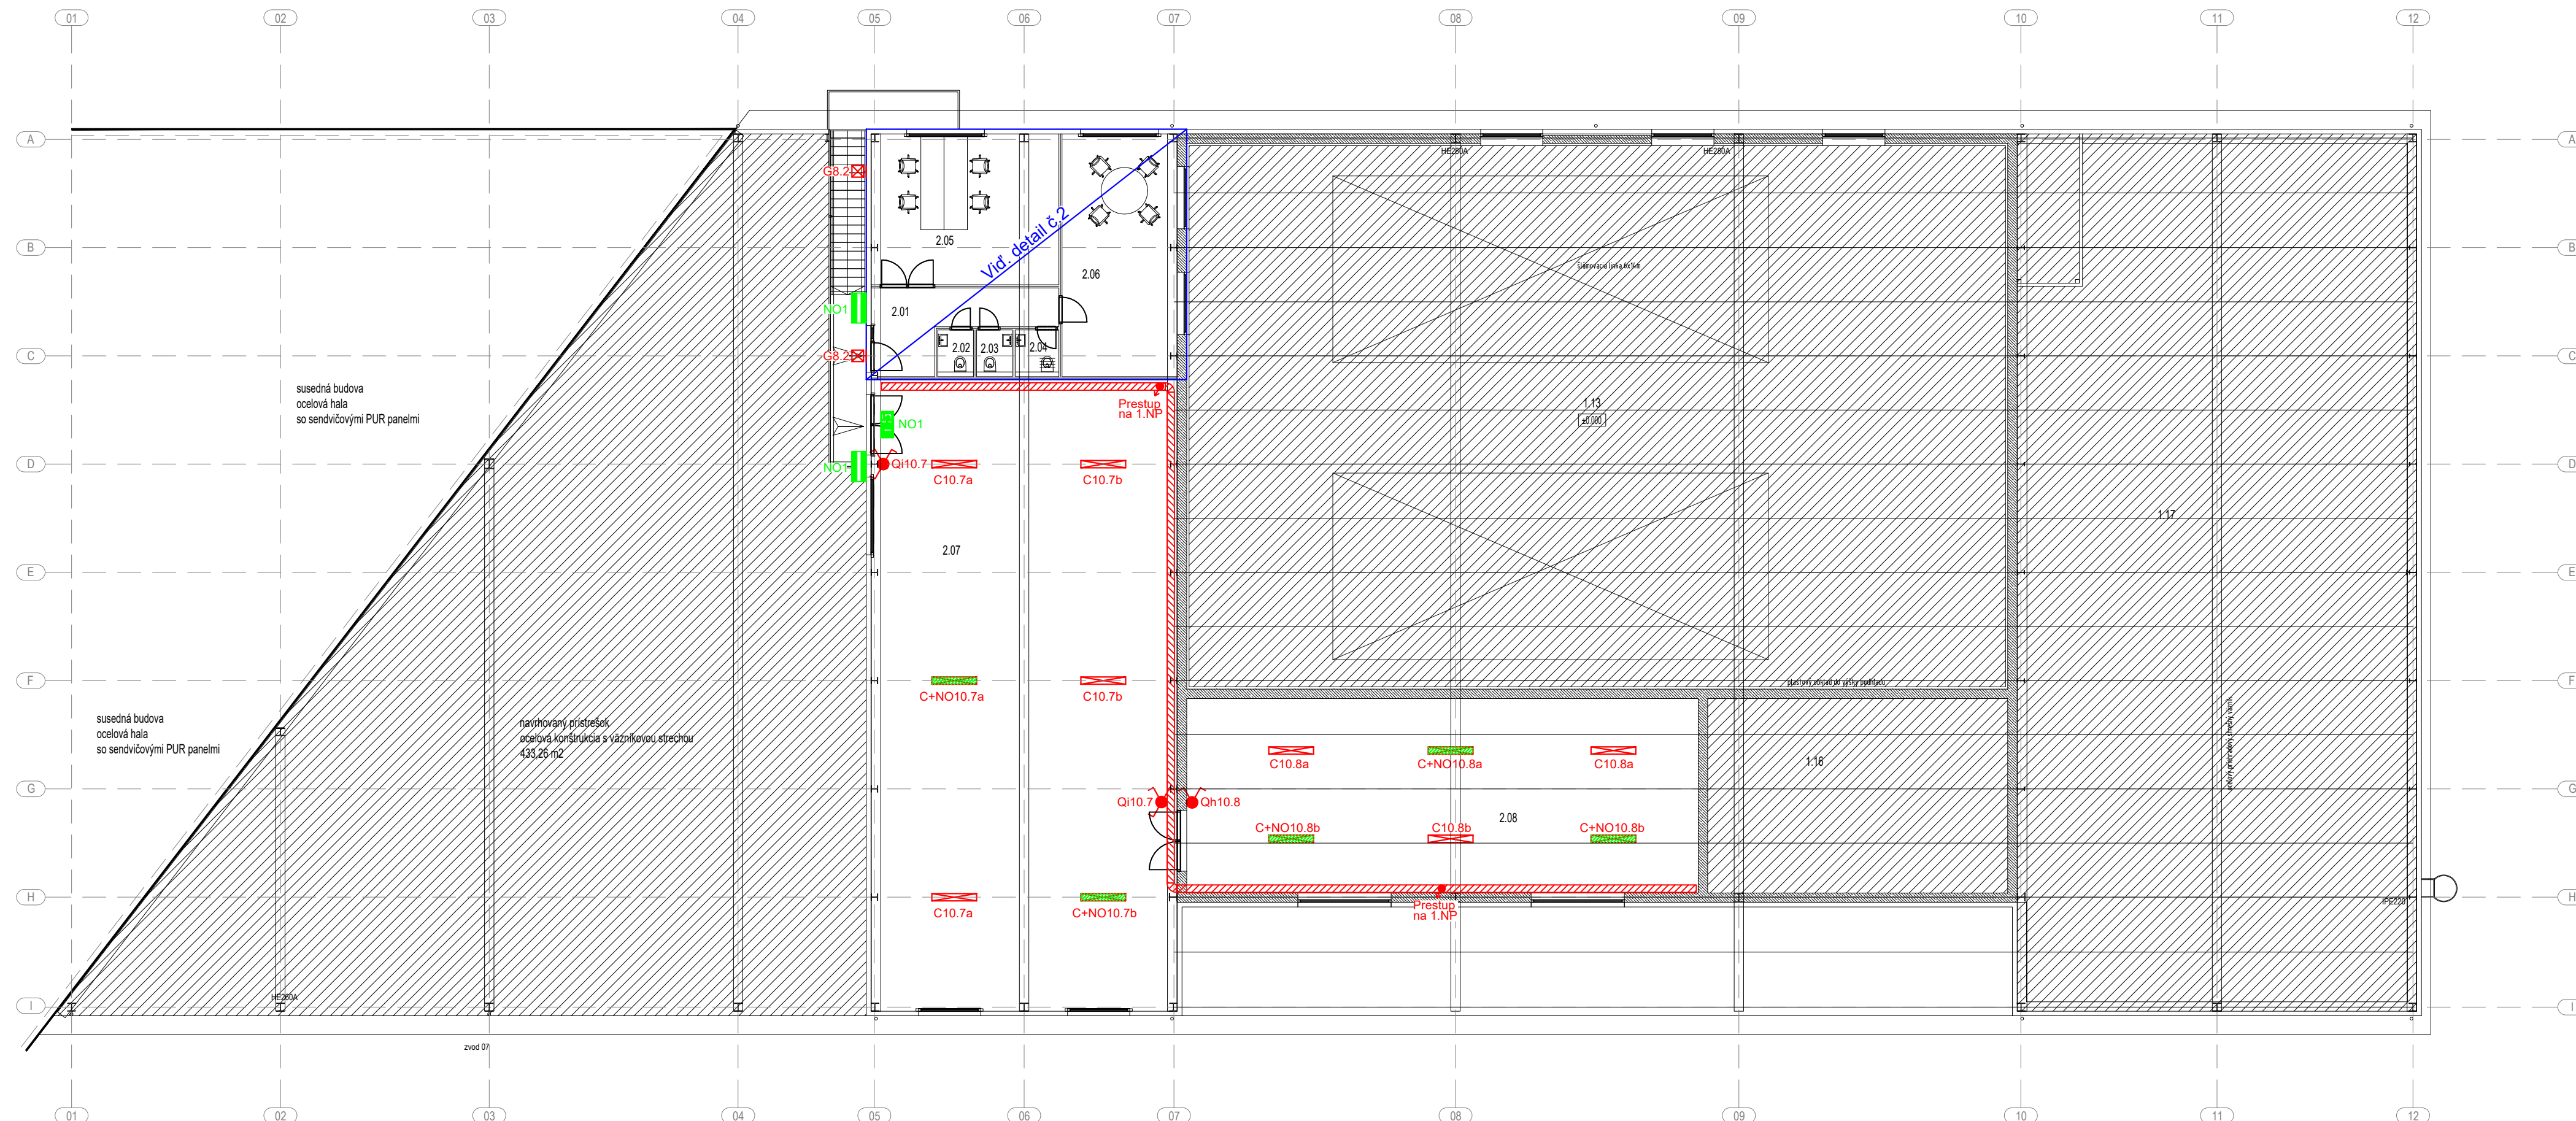 01 02 03 04 05 06 07 08 09 10 11 12
A A
HE280A HE280A
G8.2
Viď. detail č.2
2.05
B B
2.06
NO1
2.01
2.02 2.03 2.04
G8.2
C C
susedná budova
ocelová hala
so sendvičovými PUR panelmi
Prestup
na 1.NP
1.13
±0.000
NO1
D D
NO1
Qi10.7
C10.7a C10.7b
1.17
2.07
E E
F F
C+NO10.7a C10.7b
susedná budova
ocelová hala
so sendvičovými PUR panelmi
navrhovaný prístrešok
ocelová konštrukcia s väzníkovou strechou
433,26 m2
C10.8a C+NO10.8a C10.8a
1.16
G G
Qi10.7 Qh10.8
2.08
C+NO10.8b C10.8b C+NO10.8b
H H
C10.7a C+NO10.7b
Prestup
na 1.NP
IPE220
HE260A
I I
zvod 07
01 02 03 04 05 06 07 08 09 10 11 12